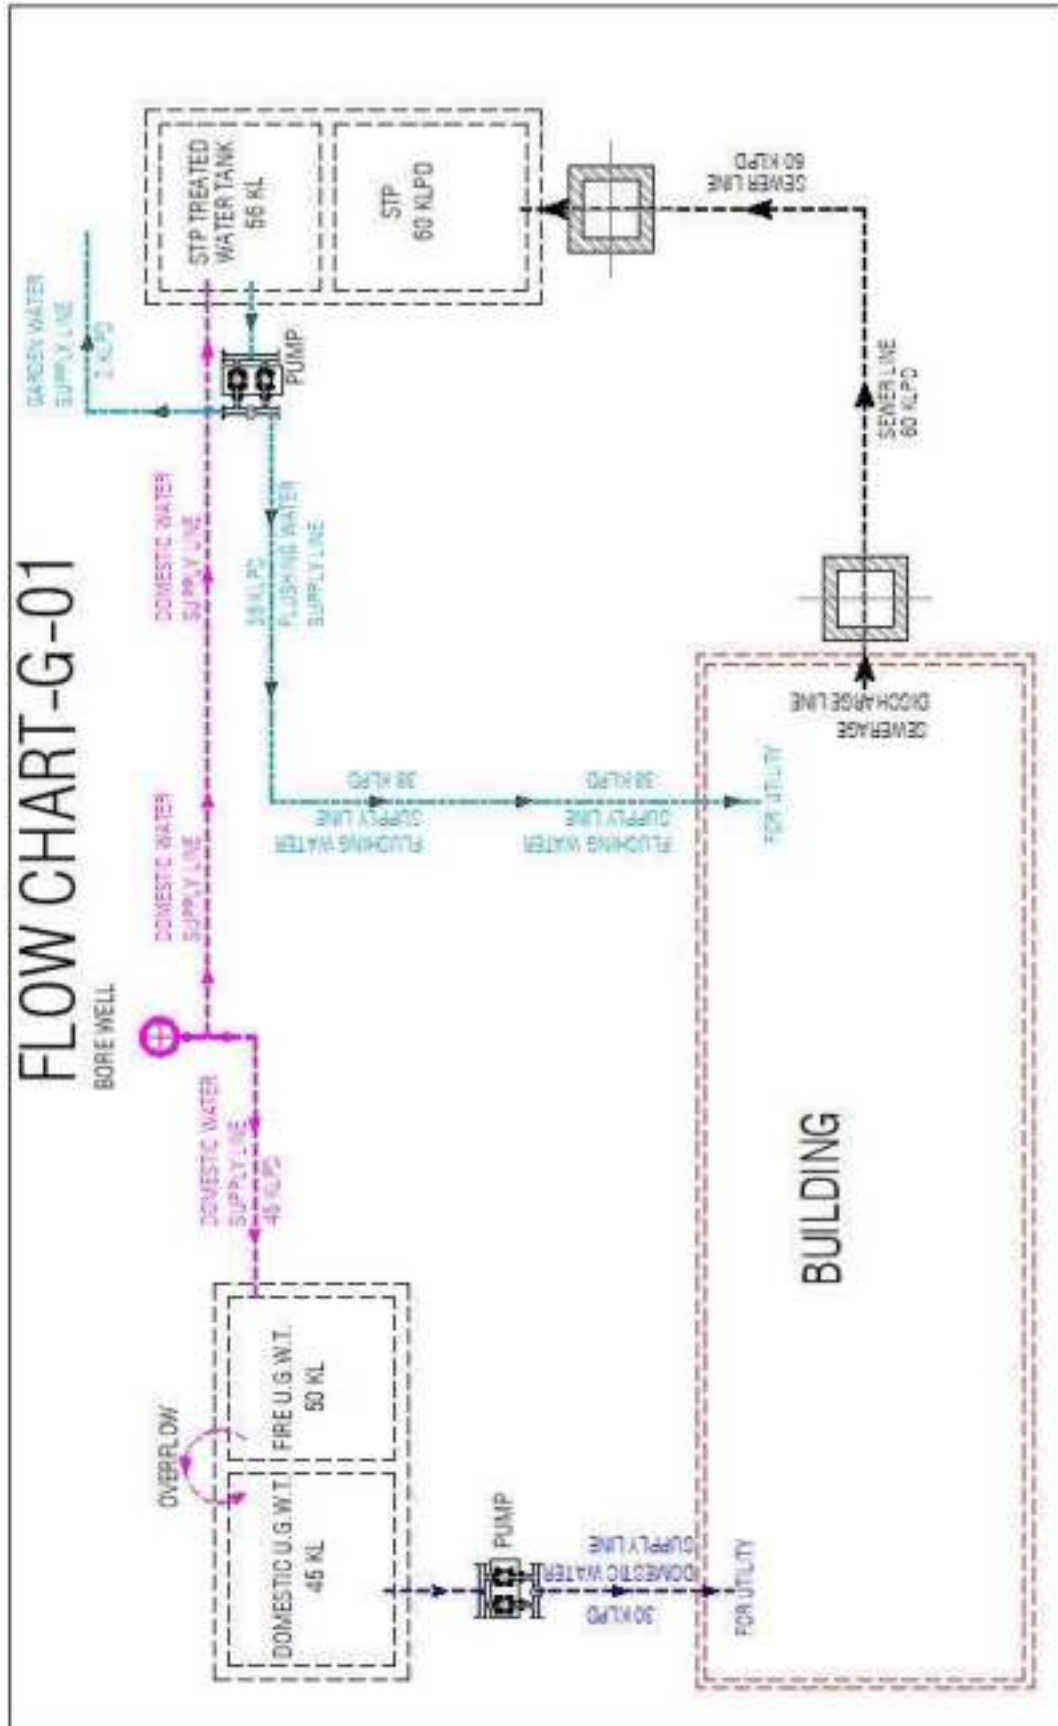 FLOW CHART-G-01
BORE WELL
GARDEN WATER
SUPPLY LINE
2 KLPD
DOMESTIC WATER
SUPPLY LINE
DOMESTIC WATER
SUPPLY LINE
DOMESTIC WATER
SUPPLY LINE
45 KLPD
STP TREATED
WATER TANK
56 KL
STP
60 KLPD
PUMP
KLPD
FLUSHING WATER
SUPPLY LINE
FLUSHING WATER
SUPPLY LINE
38 KLPD
FLUSHING WATER
SUPPLY LINE
38 KLPD
FOR UTILITY
SEWER LINE
60 KLPD
SEWER LINE
60 KLPD
SEWERAGE
DISCHARGE LINE
OVERFLOW
FIRE U.G.W.T.
50 KL
DOMESTIC U.G.W.T.
45 KL
PUMP
DOMESTIC WATER
SUPPLY LINE
30 KLPD
FOR UTILITY
BUILDING